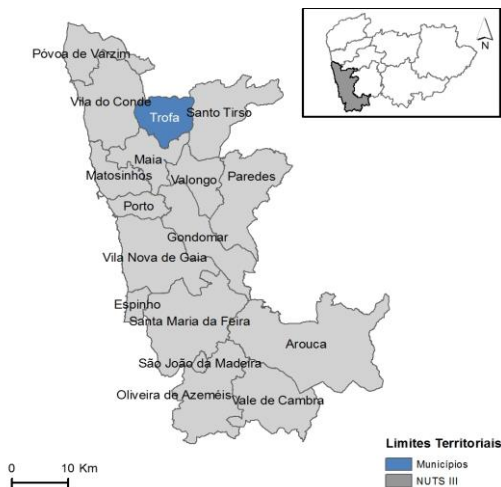 N
Póvoa de Varzim
Vila do Conde
Trofa
Santo Tirso
Maia
Matosinhos
Valongo
Paredes
Porto
Gondomar
Vila Nova de Gaia
Espinho
Santa Maria da Feira
Arouca
São João da Madeira
Oliveira de Azeméis
Vale de Cambra
Limites Territoriais
Municípios
NUTS III
0 10 Km